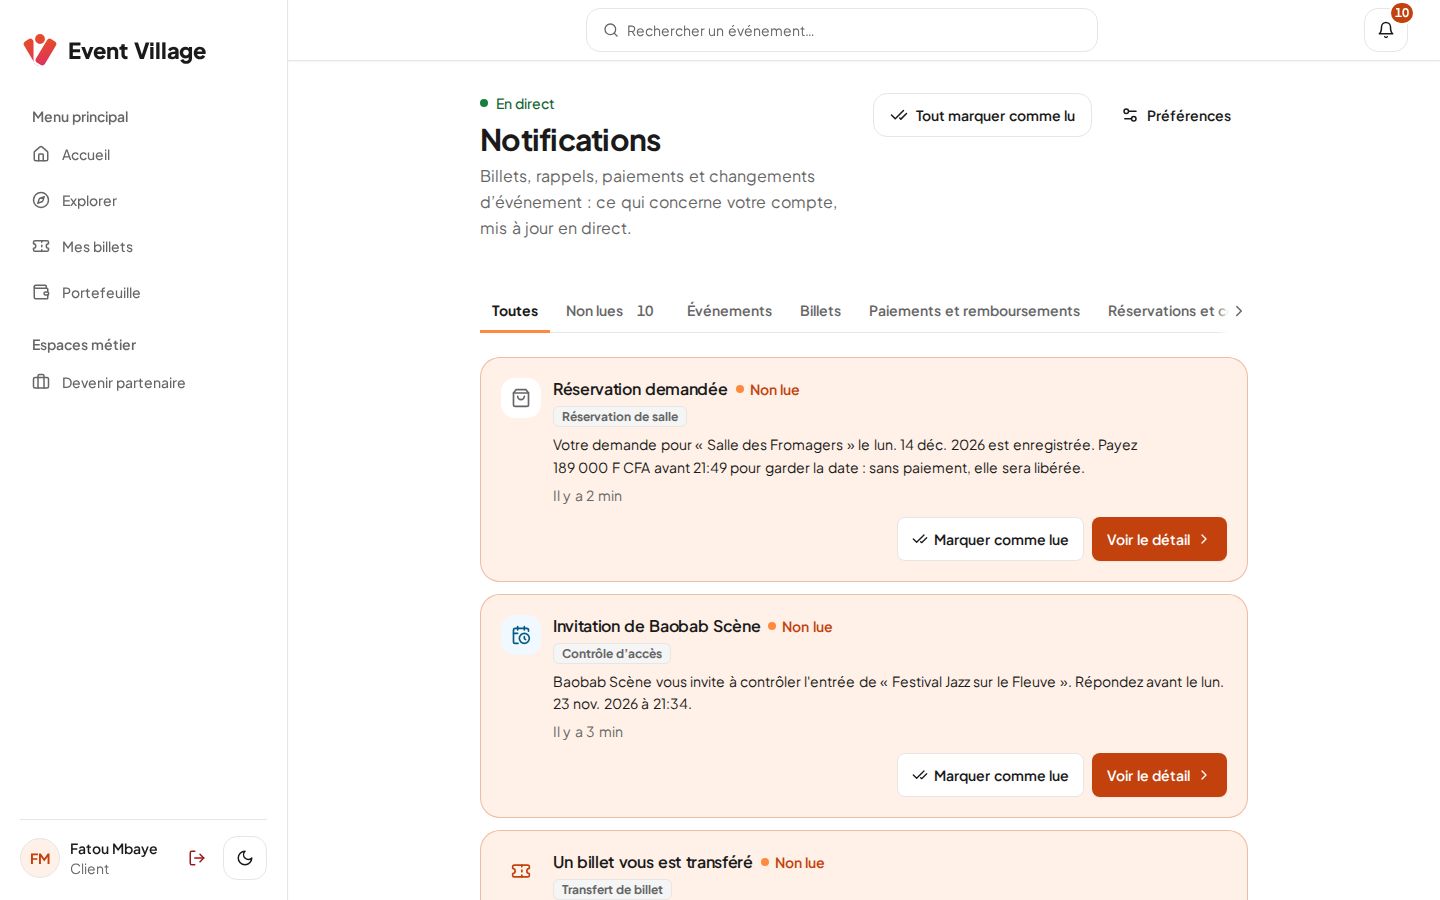 Event Village
Rechercher un événement…
10
Menu principal
Accueil
Explorer
Mes billets
Portefeuille
Espaces métier
Devenir partenaire
FM
Fatou Mbaye
Client
En direct
Notifications
Billets, rappels, paiements et changements
d’événement : ce qui concerne votre compte,
mis à jour en direct.
Tout marquer comme lu
Préférences
Toutes
Non lues 10
Événements
Billets
Paiements et remboursements
Réservations et c
Réservation demandée
Non lue
Réservation de salle
Votre demande pour « Salle des Fromagers » le lun. 14 déc. 2026 est enregistrée. Payez
189 000 F CFA avant 21:49 pour garder la date : sans paiement, elle sera libérée.
Il y a 2 min
Marquer comme lue
Voir le détail
Invitation de Baobab Scène
Non lue
Contrôle d’accès
Baobab Scène vous invite à contrôler l'entrée de « Festival Jazz sur le Fleuve ». Répondez avant le lun.
23 nov. 2026 à 21:34.
Il y a 3 min
Marquer comme lue
Voir le détail
Un billet vous est transféré
Non lue
Transfert de billet